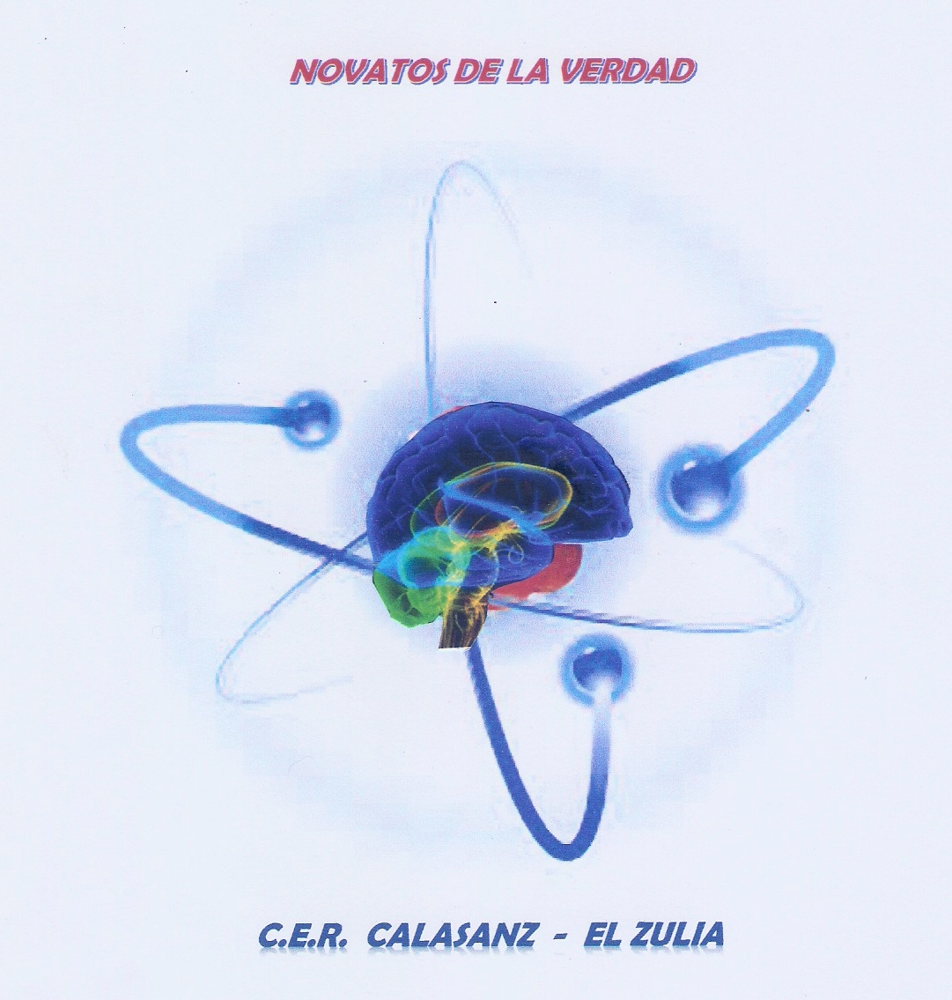 NOVATOS DE LA VERDAD
C.E.R. CALASANZ - EL ZULIA